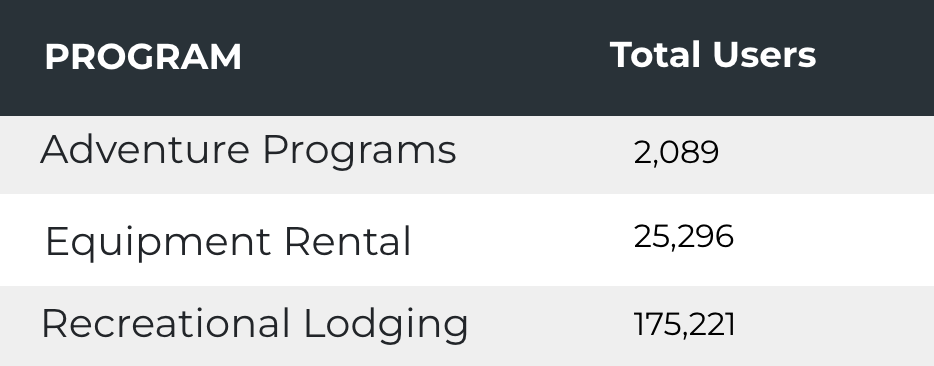 PROGRAM Total Users
Adventure Programs 2,089
Equipment Rental 25,296
Recreational Lodging 175,221